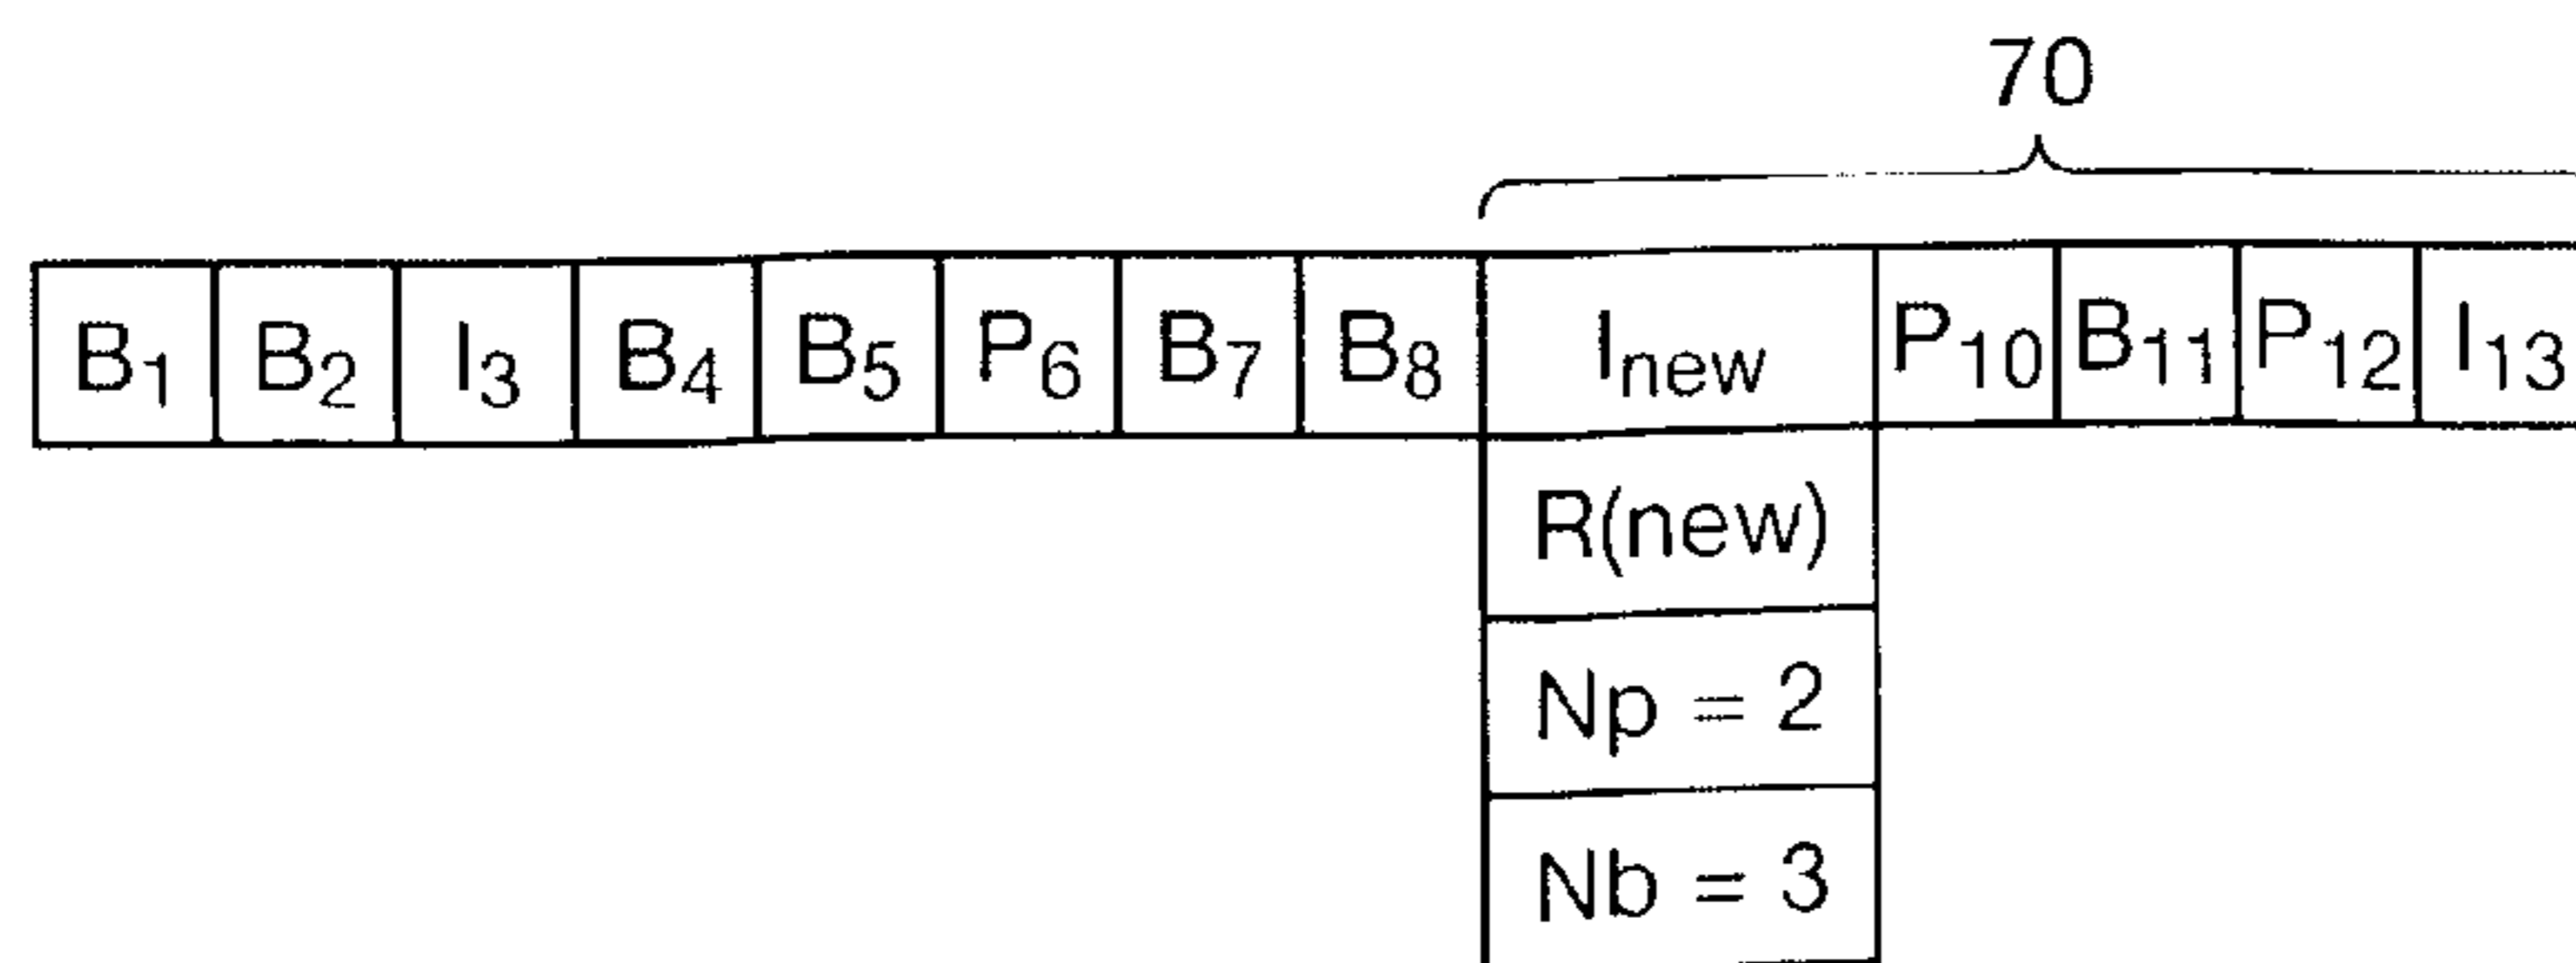 70
B1 B2 I3 B4 B5 P6 B7 B8 Inew P10 B11 P12 I13
R(new)
Np = 2
Nb = 3